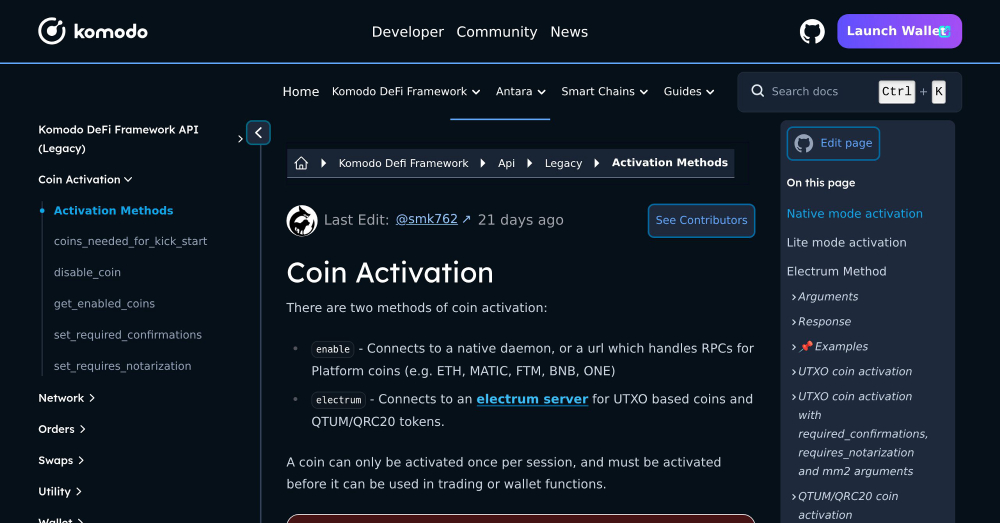 komodo
Developer Community News
Launch Wallet
Home Komodo DeFi Framework Antara Smart Chains Guides
Search docs Ctrl + K
Komodo DeFi Framework API
(Legacy)
Coin Activation
Activation Methods
coins_needed_for_kick_start
disable_coin
get_enabled_coins
set_required_confirmations
set_requires_notarization
Network
Orders
Swaps
Utility
Wallet
Komodo Defi Framework Api Legacy Activation Methods
Last Edit: @smk762 ↗ 21 days ago
See Contributors
Coin Activation
There are two methods of coin activation:
• enable - Connects to a native daemon, or a url which handles RPCs for
Platform coins (e.g. ETH, MATIC, FTM, BNB, ONE)
• electrum - Connects to an electrum server for UTXO based coins and
QTUM/QRC20 tokens.
A coin can only be activated once per session, and must be activated
before it can be used in trading or wallet functions.
Edit page
On this page
Native mode activation
Lite mode activation
Electrum Method
Arguments
Response
📌 Examples
UTXO coin activation
UTXO coin activation
with
required_confirmations,
requires_notarization
and mm2 arguments
QTUM/QRC20 coin
activation